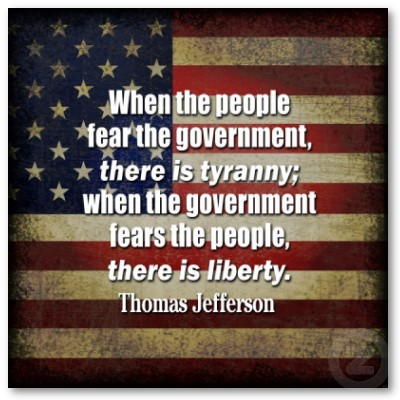 When the people
fear the government,
there is tyranny;
when the government
fears the people,
there is liberty.
Thomas Jefferson